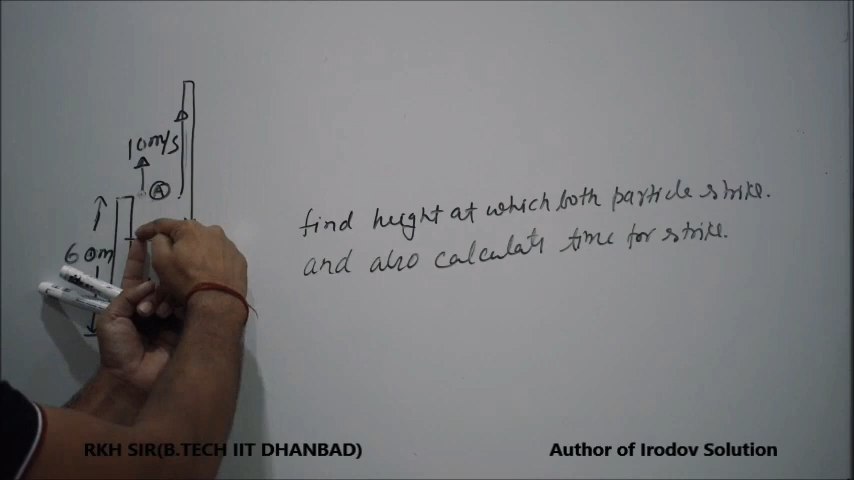 10m/s
A
60m
find height at which both particle strike.
and also calculate time for strike.
RKH SIR(B.TECH IIT DHANBAD)
Author of Irodov Solution